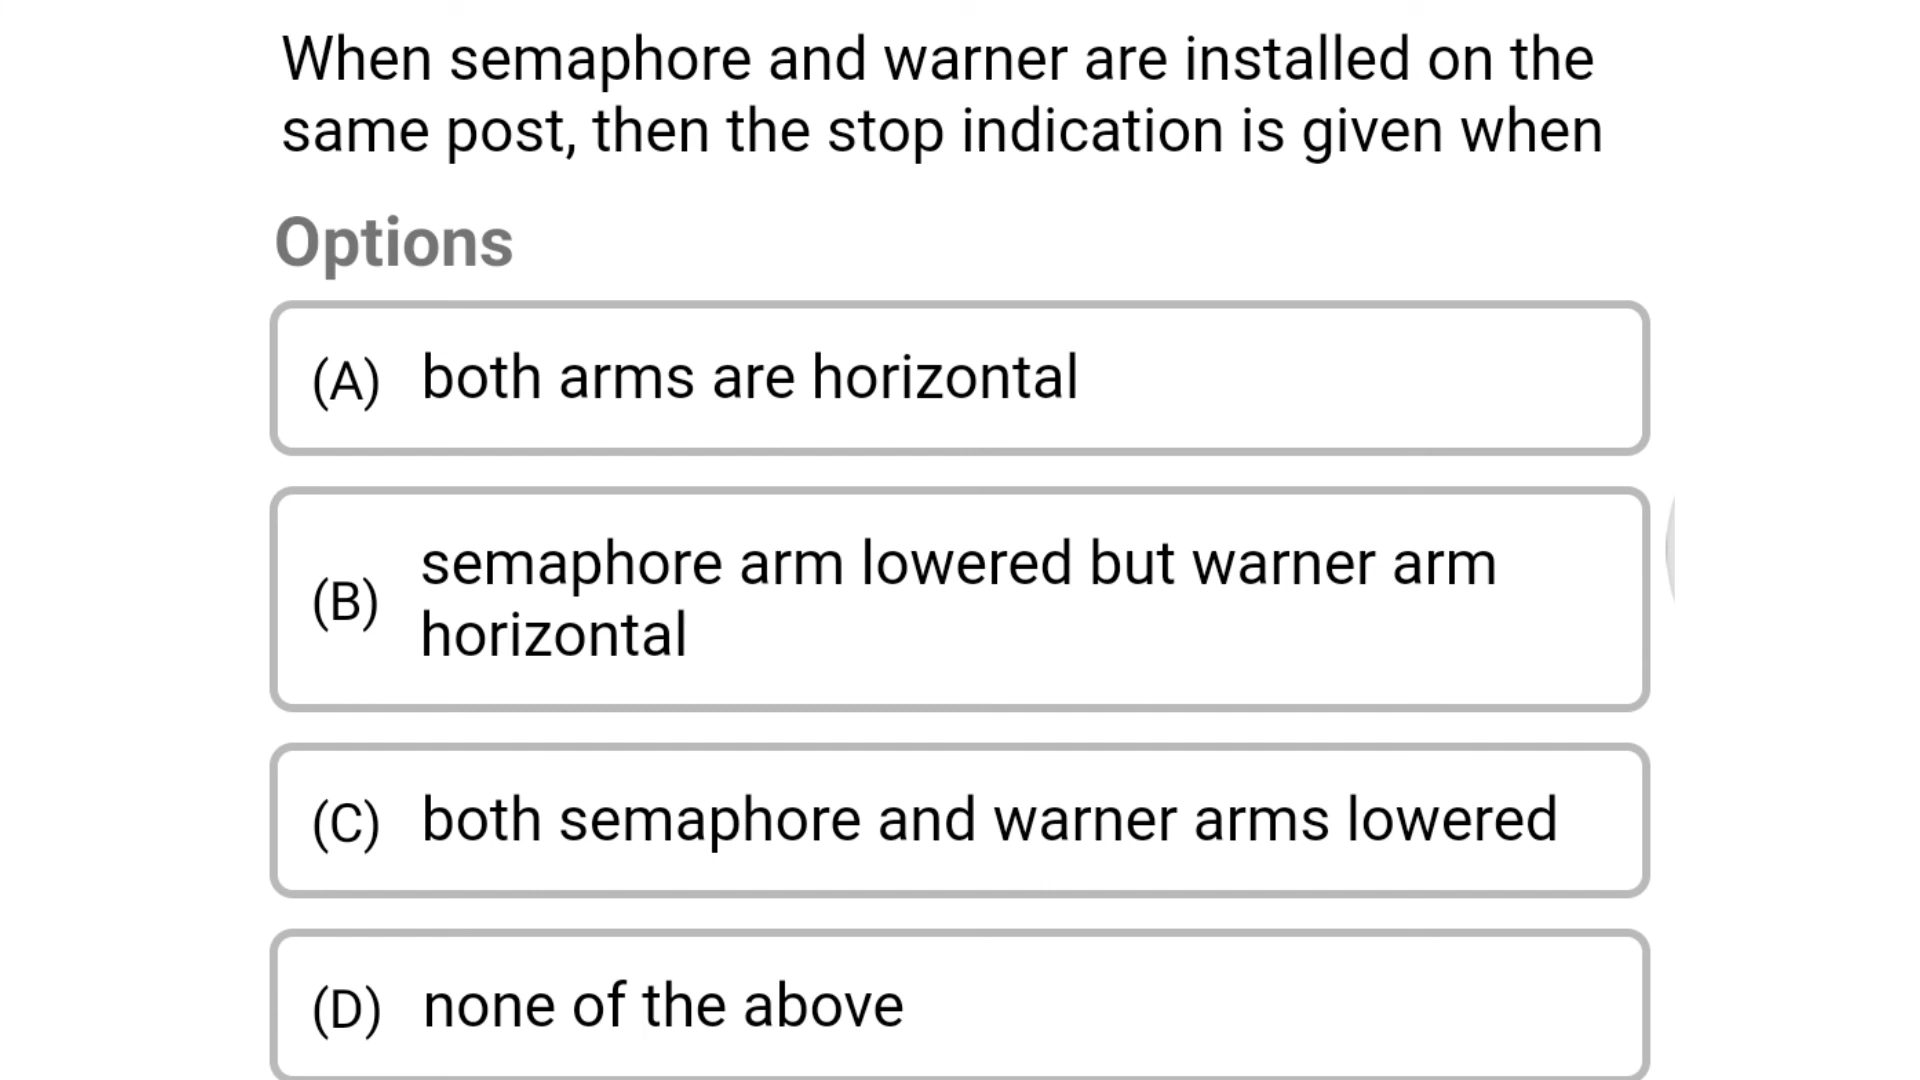 When semaphore and warner are installed on the
same post, then the stop indication is given when
Options
(A) both arms are horizontal
(B) semaphore arm lowered but warner arm
horizontal
(C) both semaphore and warner arms lowered
(D) none of the above